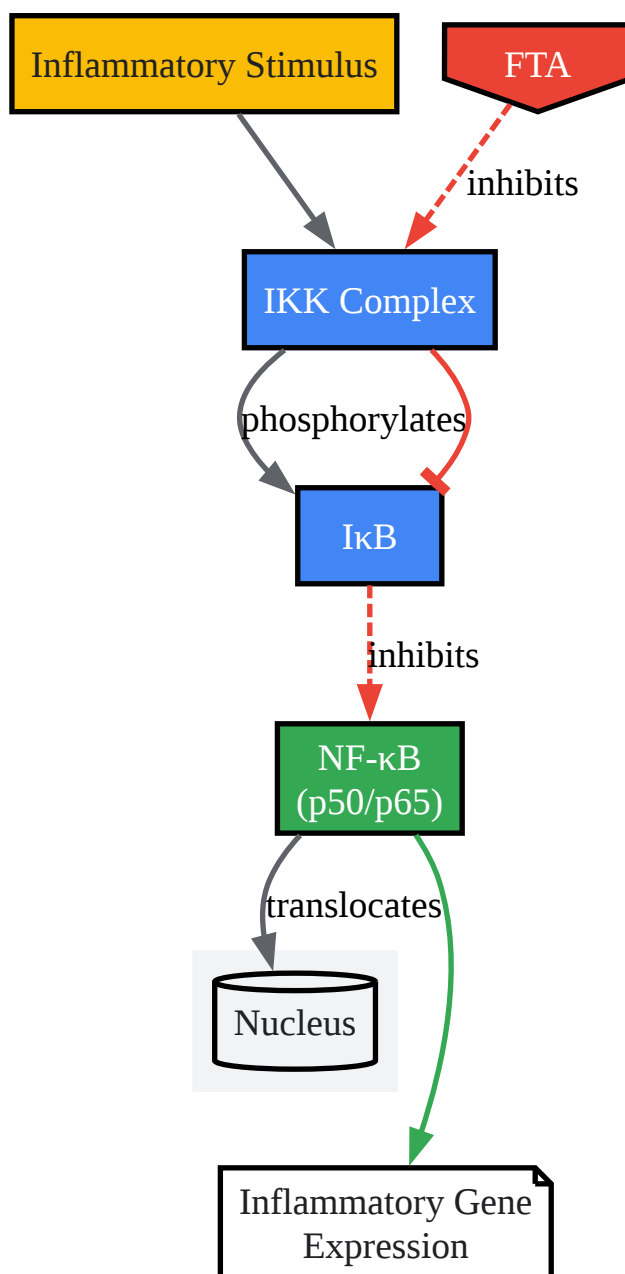 Inflammatory Stimulus
FTA
inhibits
IKK Complex
phosphorylates
IκB
inhibits
NF-κB
(p50/p65)
translocates
Nucleus
Inflammatory Gene
Expression